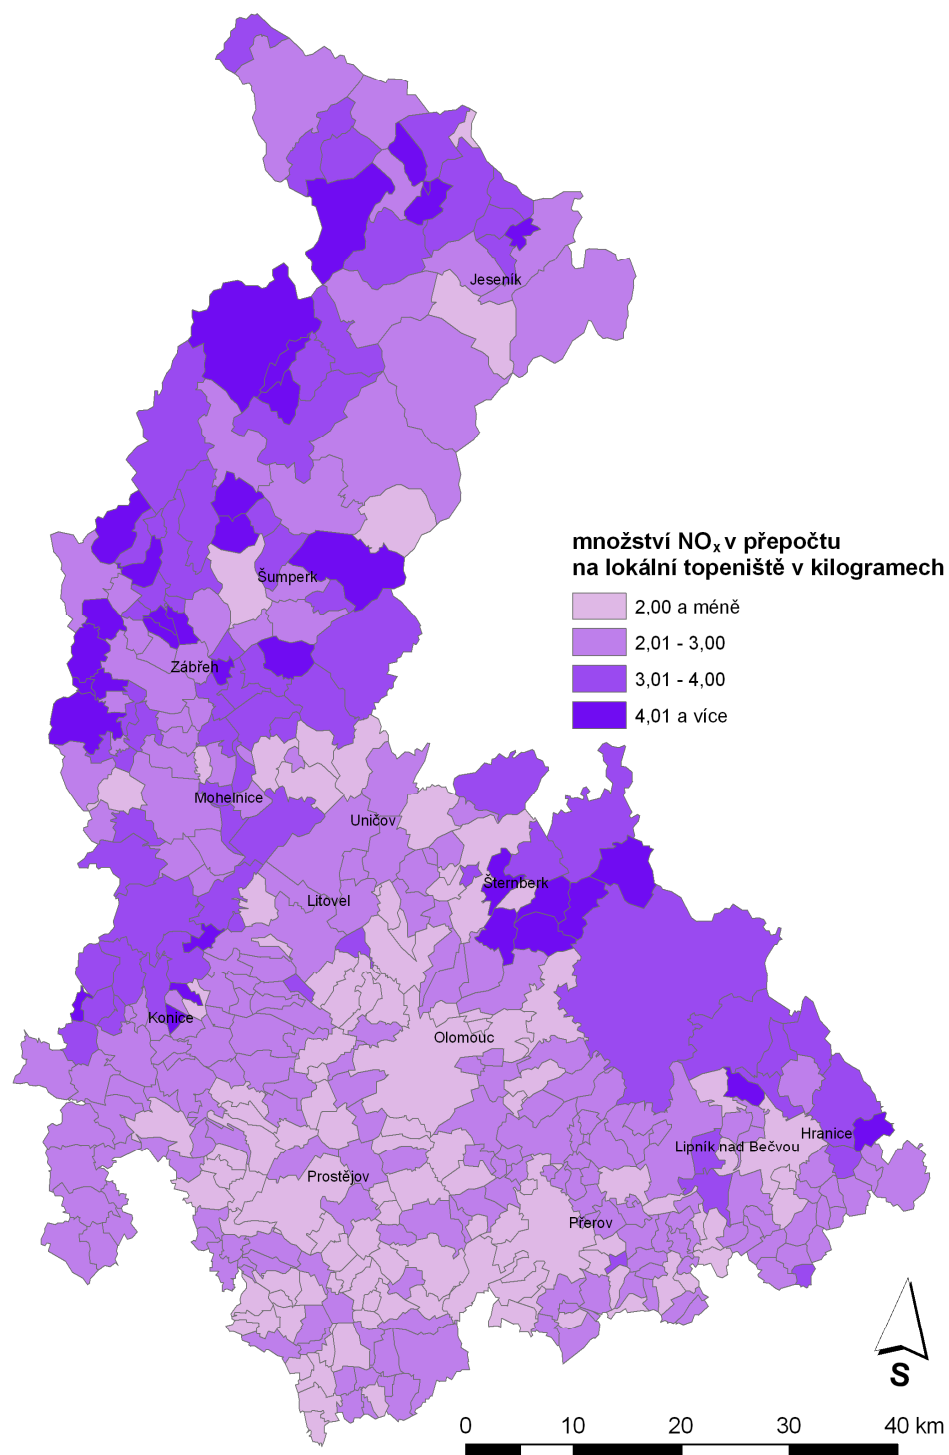 Jeseník
množství NOx v přepočtu
na lokální topeniště v kilogramech
2,00 a méně
2,01 - 3,00
3,01 - 4,00
4,01 a více
Šumperk
Zábřeh
Mohelnice
Uničov
Šternberk
Litovel
Konice
Olomouc
Hranice
Lipník nad Bečvou
Prostějov
Přerov
S
0 10 20 30 40 km